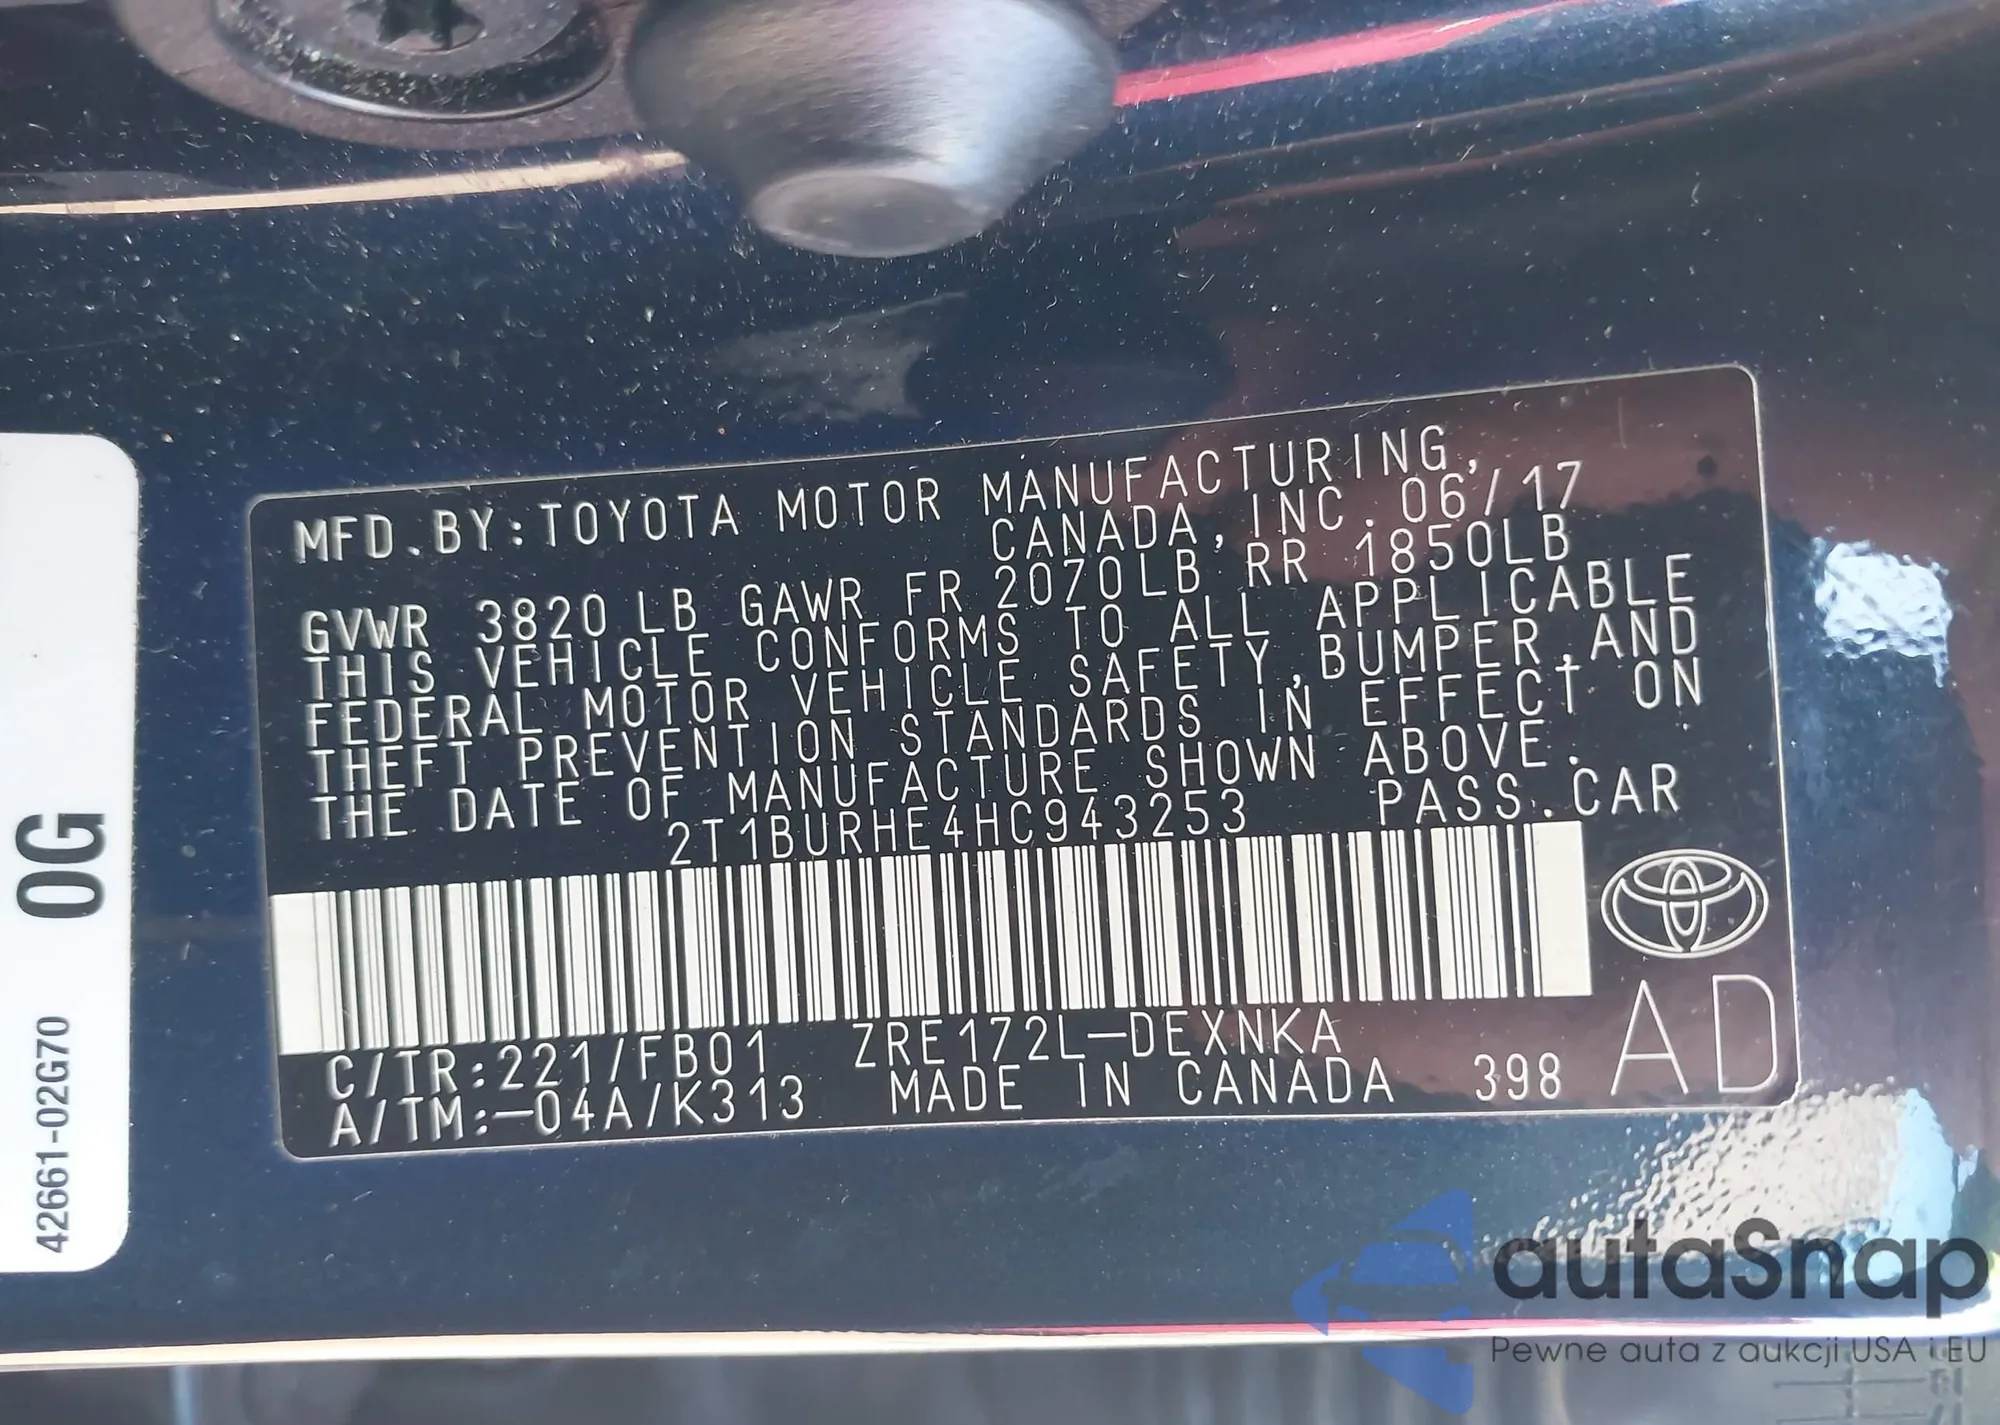 MFD.BY:TOYOTA MOTOR MANUFACTURING,
CANADA,INC. 06/17
GVWR 3820LB GAWR FR 2070LB RR 1850LB
THIS VEHICLE CONFORMS TO ALL APPLICABLE
FEDERAL MOTOR VEHICLE SAFETY,BUMPER,AND
THEFT PREVENTION STANDARDS IN EFFECT ON
THE DATE OF MANUFACTURE SHOWN ABOVE.
2T1BURHE4HC943253 PASS.CAR
C/TR:221/FB01 ZRE172L-DEXNKA
A/TM:-04A/K313 MADE IN CANADA 398 AD
0G
42661-02G70
autaSnap
Pewne auta z aukcji USA i EU